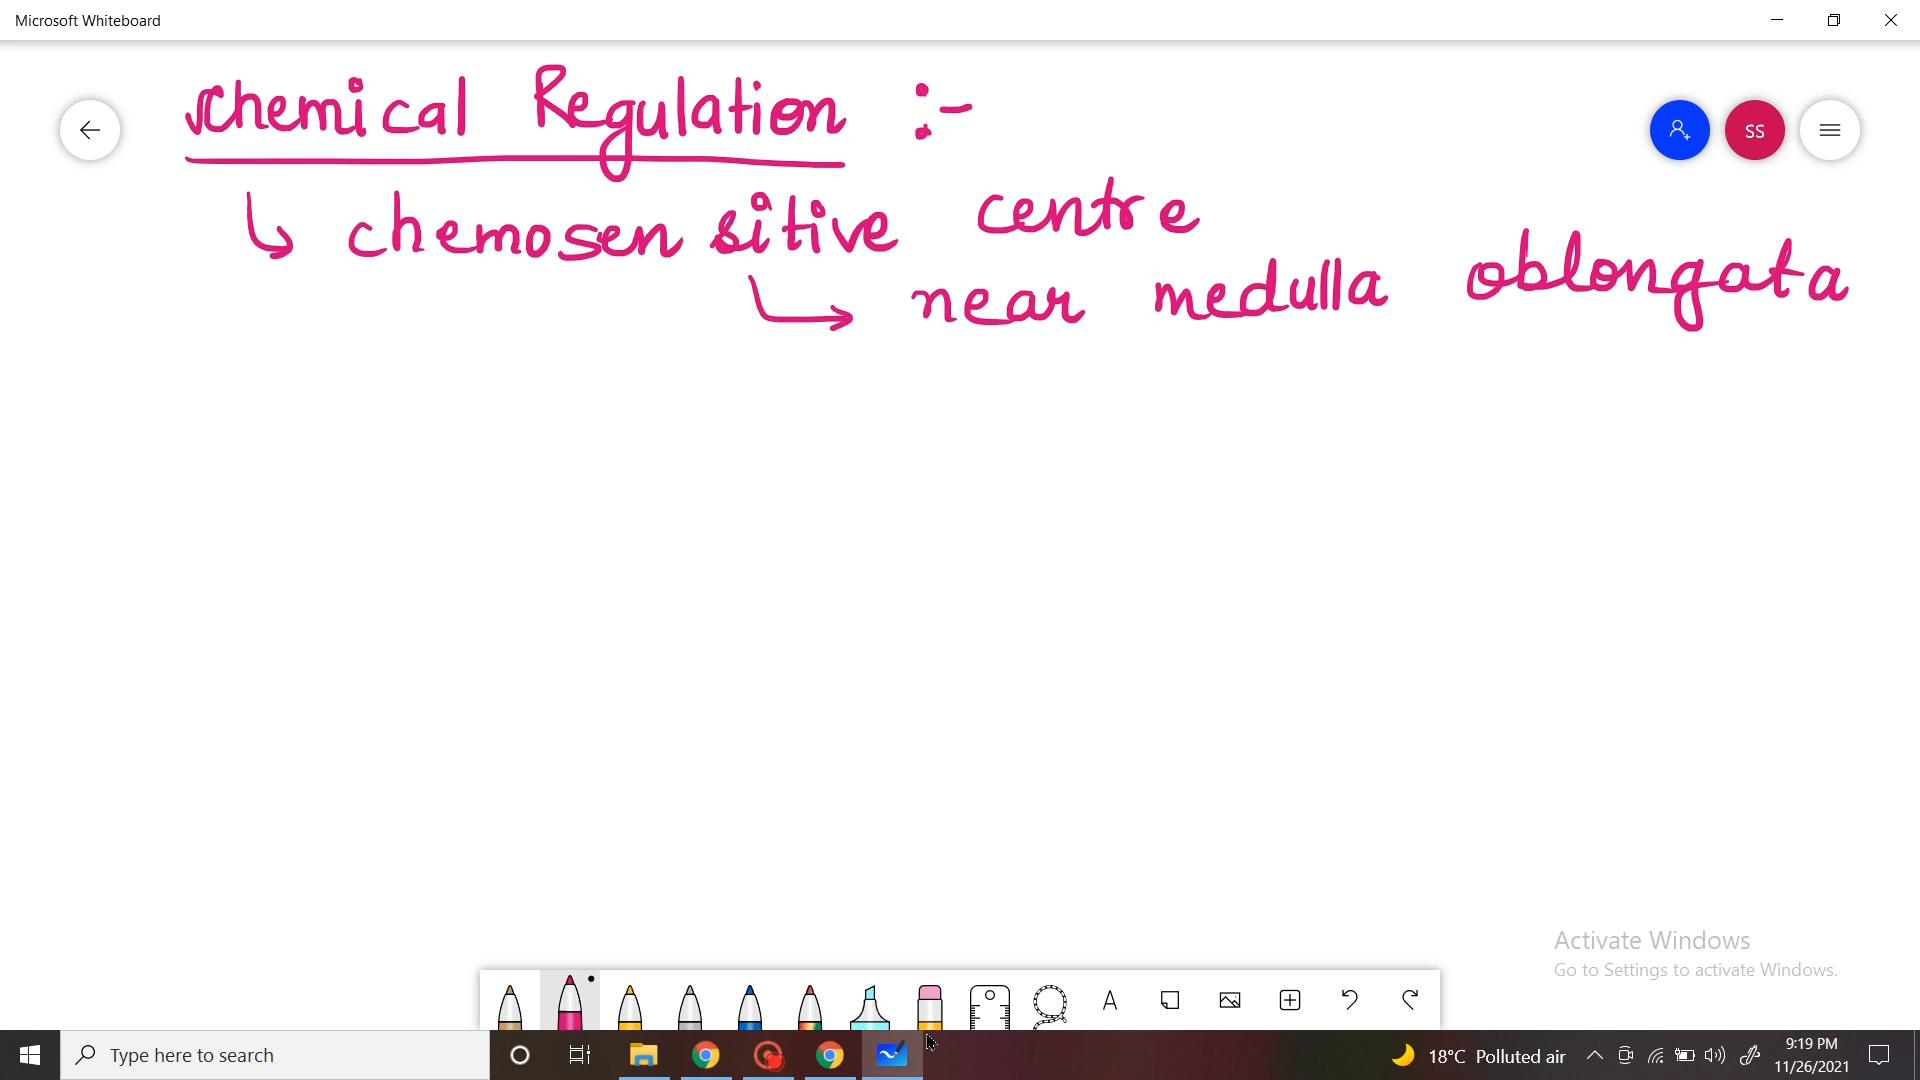 Microsoft Whiteboard
Chemical Regulation :-
SS
↳ chemosensitive centre
↳ near medulla oblongata
Activate Windows
Go to Settings to activate Windows.
A
Type here to search
18°C Polluted air
9:19 PM
11/26/2021